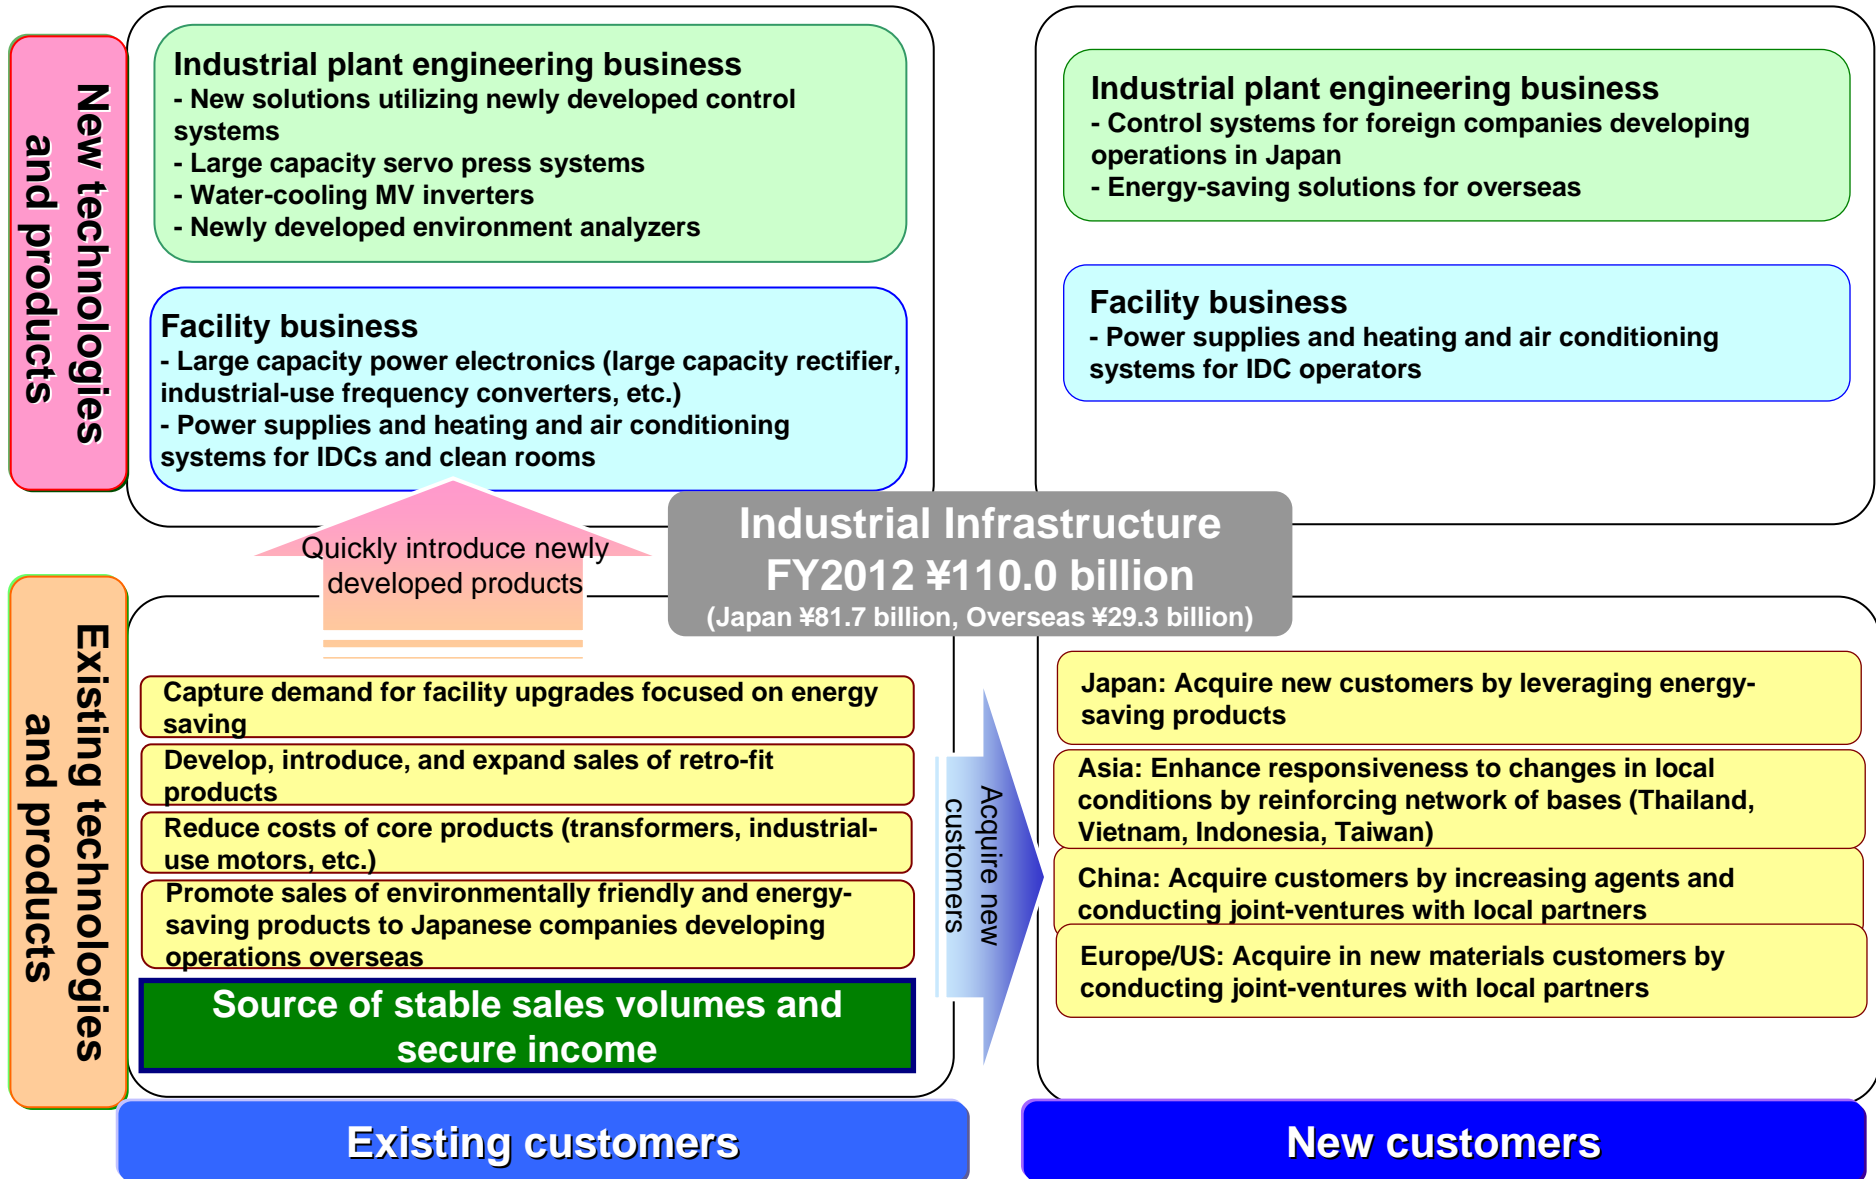 New technologies
and products
Industrial plant engineering business
- New solutions utilizing newly developed control
systems
- Large capacity servo press systems
- Water-cooling MV inverters
- Newly developed environment analyzers
Facility business
- Large capacity power electronics (large capacity rectifier,
industrial-use frequency converters, etc.)
- Power supplies and heating and air conditioning
systems for IDCs and clean rooms
Industrial plant engineering business
- Control systems for foreign companies developing
operations in Japan
- Energy-saving solutions for overseas
Facility business
- Power supplies and heating and air conditioning
systems for IDC operators
Quickly introduce newly
developed products
Industrial Infrastructure
FY2012 ¥110.0 billion
(Japan ¥81.7 billion, Overseas ¥29.3 billion)
Existing technologies
and products
Capture demand for facility upgrades focused on energy
saving
Develop, introduce, and expand sales of retro-fit
products
Reduce costs of core products (transformers, industrial-
use motors, etc.)
Promote sales of environmentally friendly and energy-
saving products to Japanese companies developing
operations overseas
Source of stable sales volumes and
secure income
Acquire new
customers
Japan: Acquire new customers by leveraging energy-
saving products
Asia: Enhance responsiveness to changes in local
conditions by reinforcing network of bases (Thailand,
Vietnam, Indonesia, Taiwan)
China: Acquire customers by increasing agents and
conducting joint-ventures with local partners
Europe/US: Acquire in new materials customers by
conducting joint-ventures with local partners
Existing customers
New customers